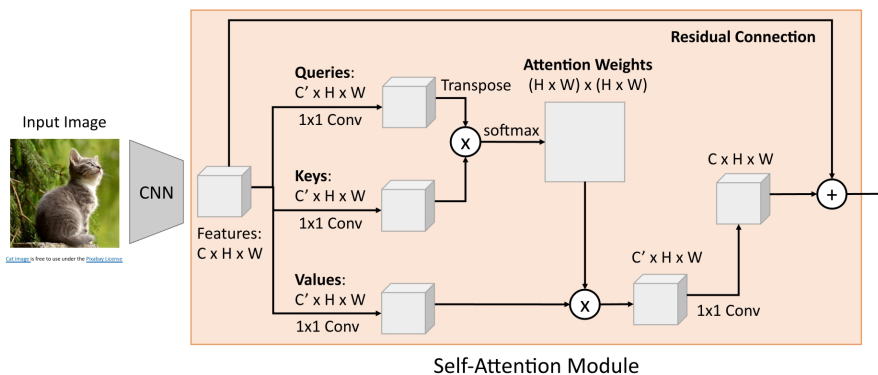 Residual Connection
Queries:
C' x H x W
1x1 Conv
Transpose
Attention Weights
(H x W) x (H x W)
Input Image
softmax
X
CNN
Keys:
C' x H x W
1x1 Conv
Features:
C x H x W
C x H x W
+
Cat image is free to use under the Pixabay License
Values:
C' x H x W
1x1 Conv
X
C' x H x W
1x1 Conv
Self-Attention Module